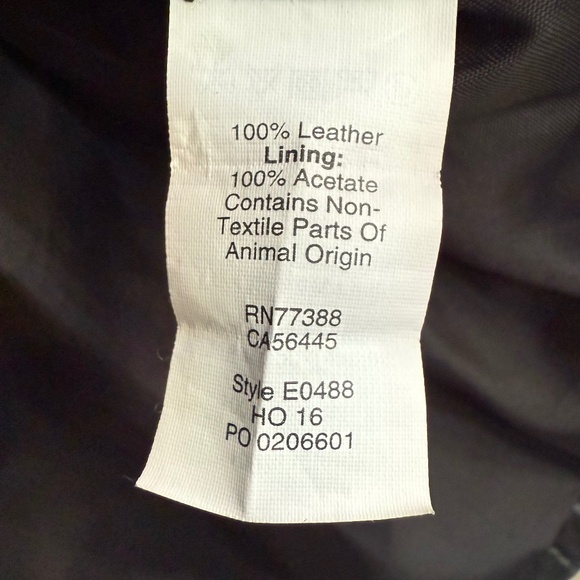 100% Leather
Lining:
100% Acetate
Contains Non-
Textile Parts Of
Animal Origin
RN77388
CA56445
Style E0488
HO 16
PO 0206601